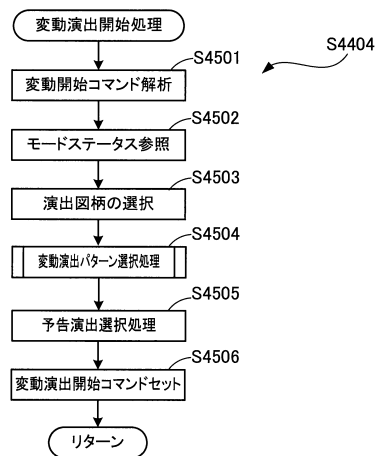 変動演出開始処理
S4404
S4501
変動開始コマンド解析
S4502
モードステータス参照
S4503
演出図柄の選択
S4504
変動演出パターン選択処理
S4505
予告演出選択処理
S4506
変動演出開始コマンドセット
リターン